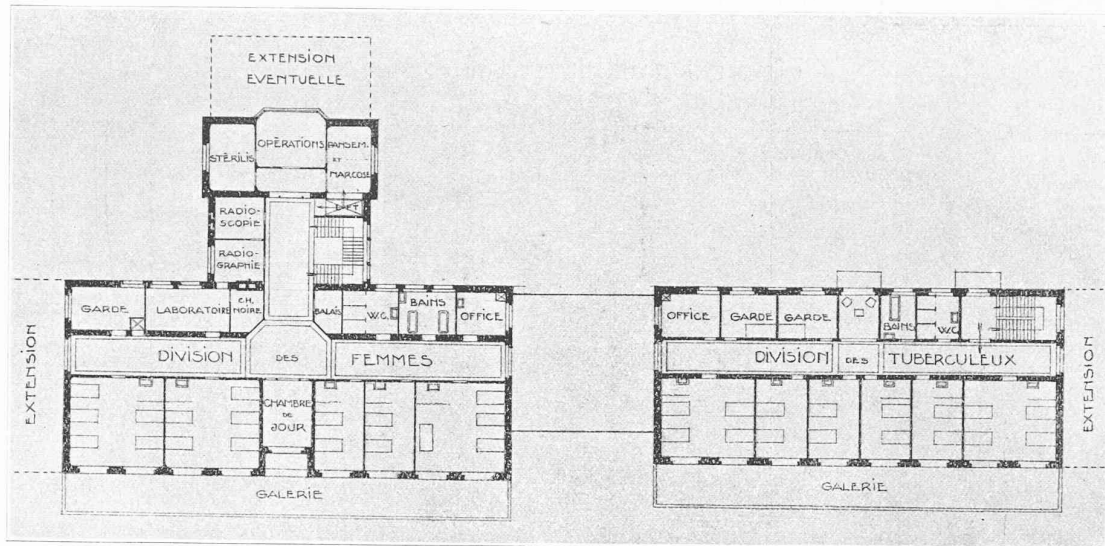 EXTENSION
EVENTUELLE
STÉRILIS
OPÉRATIONS
PANSEM.
ET
NARCOSE
RADIO-
SCOPIE
RADIO-
GRAPHIE
GARDE
LABORATOIRE
CH.
NOIRE
BALAIS
W.C.
BAINS
OFFICE
DIVISION DES FEMMES
CHAMBRE
DE
JOUR
GALERIE
EXTENSION
OFFICE
GARDE
GARDE
BAINS
W.C.
DIVISION DES TUBERCULEUX
GALERIE
EXTENSION